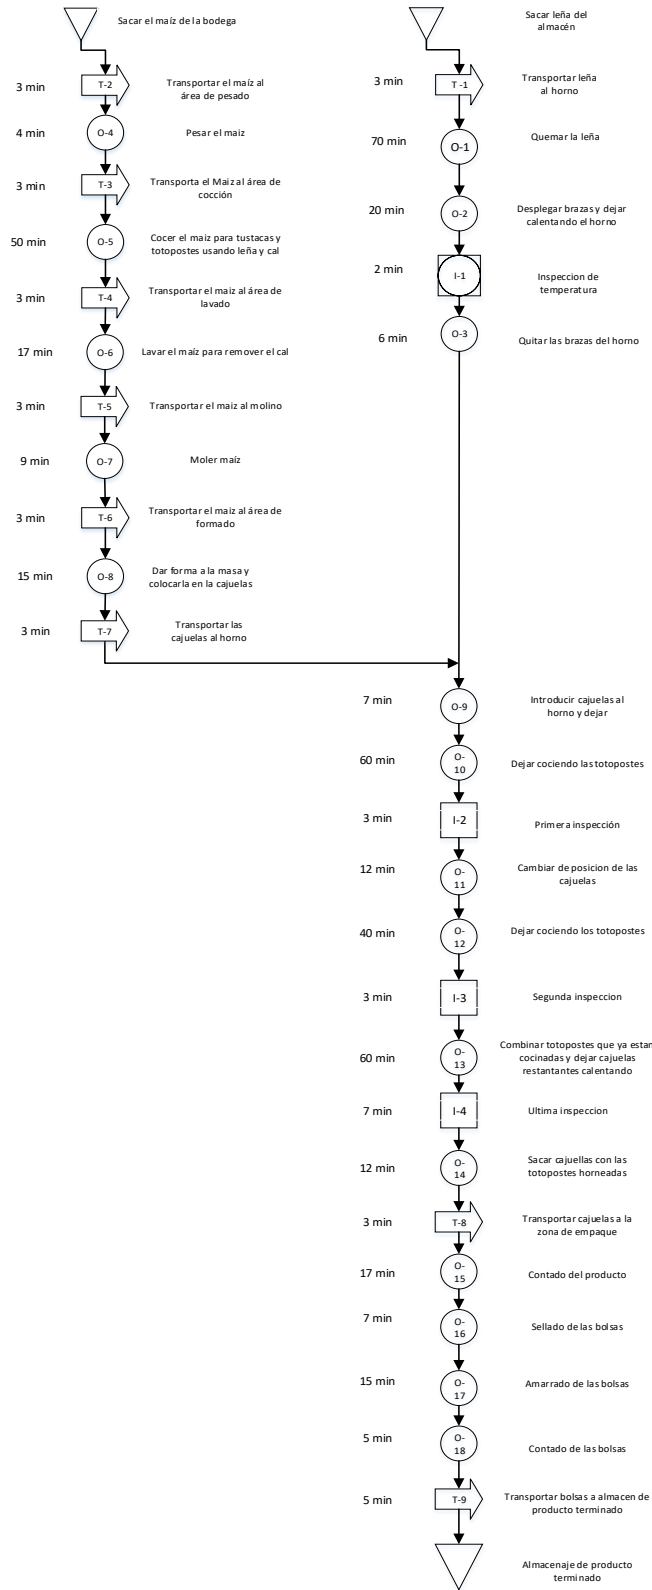 Sacar el maíz de la bodega
3 min
T-2
Transportar el maíz al
área de pesado
4 min
O-4
Pesar el maiz
3 min
T-3
Transporta el Maiz al área de
cocción
50 min
O-5
Cocer el maiz para tustacas y
totopostes usando leña y cal
3 min
T-4
Transportar el maiz al área de
lavado
17 min
O-6
Lavar el maíz para remover el cal
3 min
T-5
Transportar el maiz al molino
9 min
O-7
Moler maíz
3 min
T-6
Transportar el maiz al área de
formado
15 min
O-8
Dar forma a la masa y
colocarla en la cajuelas
3 min
T-7
Transportar las
cajuelas al horno
Sacar leña del
almacén
3 min
T -1
Transportar leña
al horno
70 min
O-1
Quemar la leña
20 min
O-2
Desplegar brazas y dejar
calentando el horno
2 min
I-1
Inspeccion de
temperatura
6 min
O-3
Quitar las brazas del horno
7 min
O-9
Introducir cajuelas al
horno y dejar
60 min
O-
10
Dejar cociendo las totopostes
3 min
I-2
Primera inspección
12 min
O-
11
Cambiar de posicion de las
cajuelas
40 min
O-
12
Dejar cociendo los totopostes
3 min
I-3
Segunda inspeccion
60 min
O-
13
Combinar totopostes que ya estan
cocinadas y dejar cajuelas
restantes calentando
7 min
I-4
Ultima inspeccion
12 min
O-
14
Sacar cajuellas con las
totopostes horneadas
3 min
T-8
Transportar cajuelas a la
zona de empaque
17 min
O-
15
Contado del producto
7 min
O-
16
Sellado de las bolsas
15 min
O-
17
Amarrado de las bolsas
5 min
O-
18
Contado de las bolsas
5 min
T-9
Transportar bolsas a almacen de
producto terminado
Almacenaje de producto
terminado